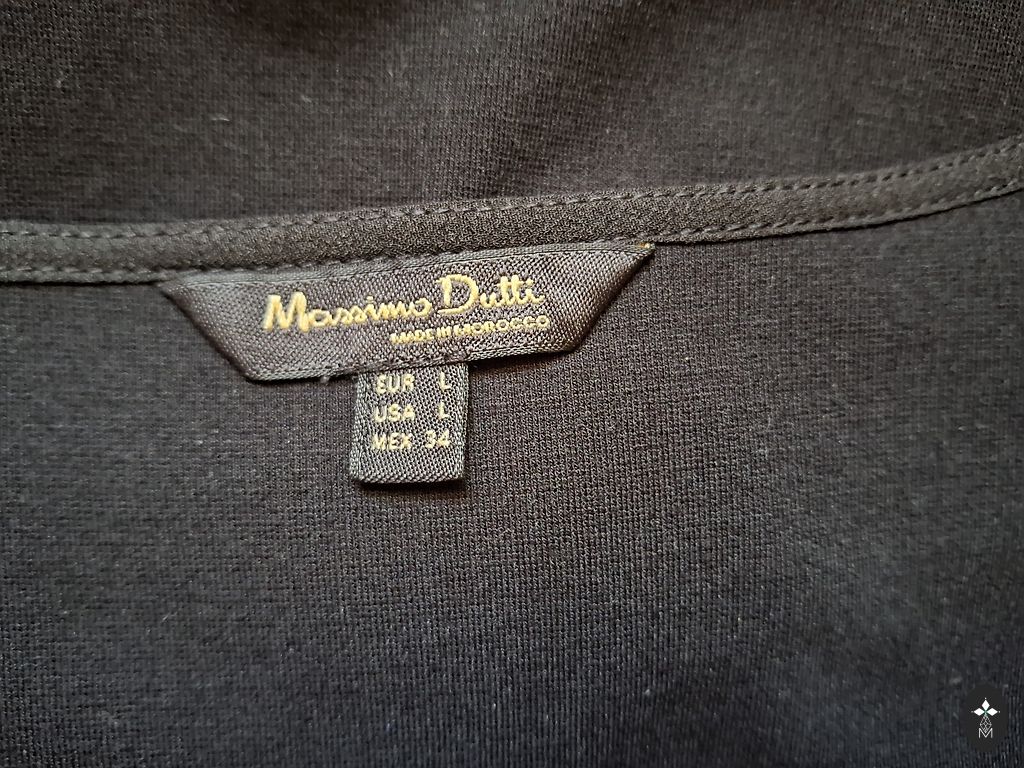 Massimo Dutti
MADE IN MOROCCO
EUR L
USA L
MEX 34
M